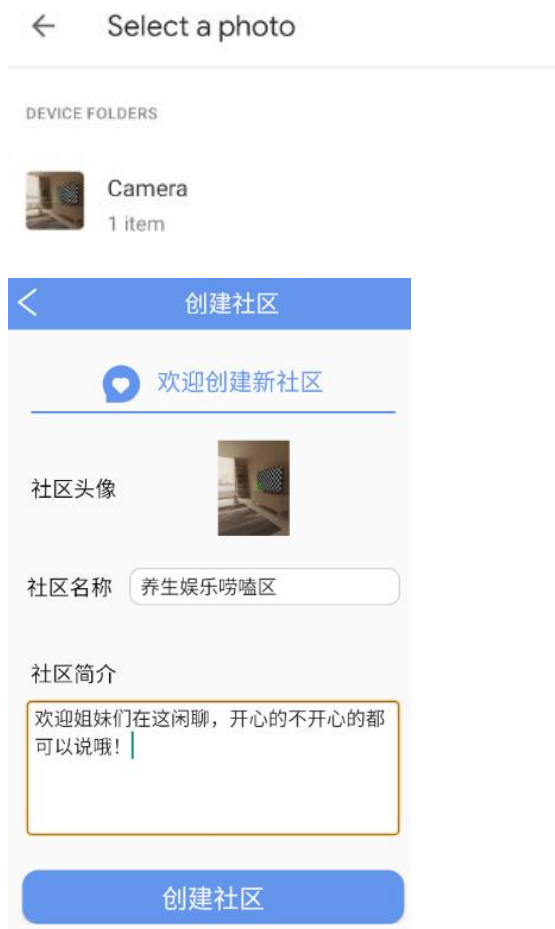 Select a photo
DEVICE FOLDERS
Camera
1 item
创建社区
欢迎创建新社区
社区头像
社区名称 养生娱乐唠嗑区
社区简介
欢迎姐妹们在这闲聊，开心的不开心的都
可以说哦！
创建社区